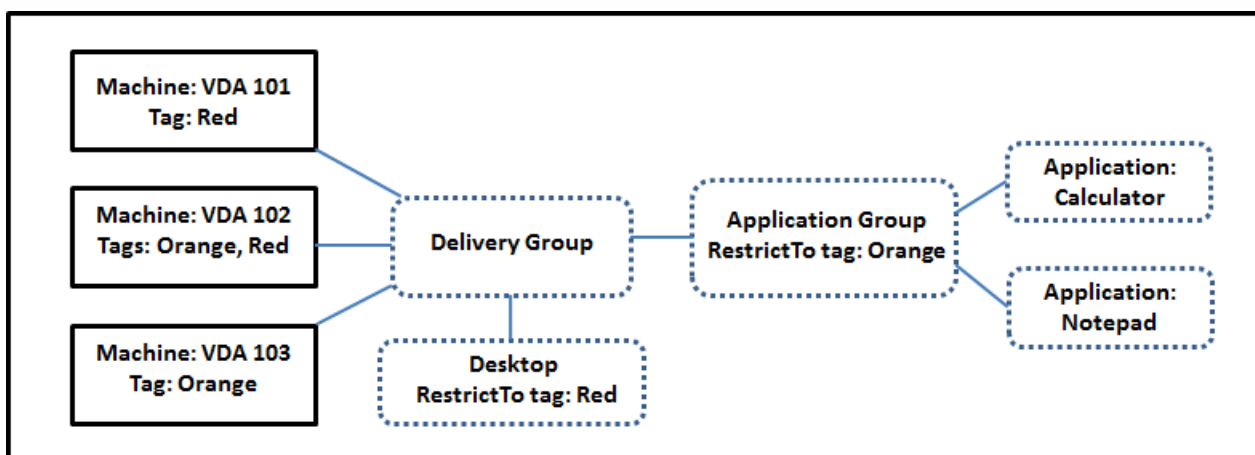 Machine: VDA 101
Tag: Red
Machine: VDA 102
Tags: Orange, Red
Machine: VDA 103
Tag: Orange
Delivery Group
Desktop
RestrictTo tag: Red
Application Group
RestrictTo tag: Orange
Application:
Calculator
Application:
Notepad